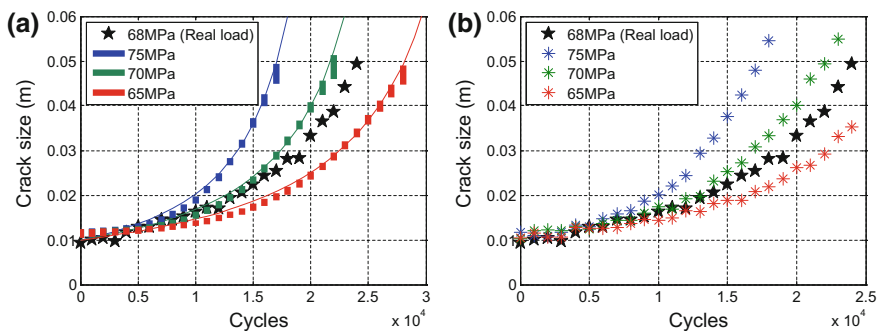 (a)
0.06
0.05
0.04
0.03
0.02
0.01
0
Crack size (m)
68MPa (Real load)
75MPa
70MPa
65MPa
0 0.5 1 1.5 2 2.5 3
Cycles
x 10^4
(b)
0.06
0.05
0.04
0.03
0.02
0.01
0
Crack size (m)
68MPa (Real load)
75MPa
70MPa
65MPa
0 0.5 1 1.5 2 2.5
Cycles
x 10^4